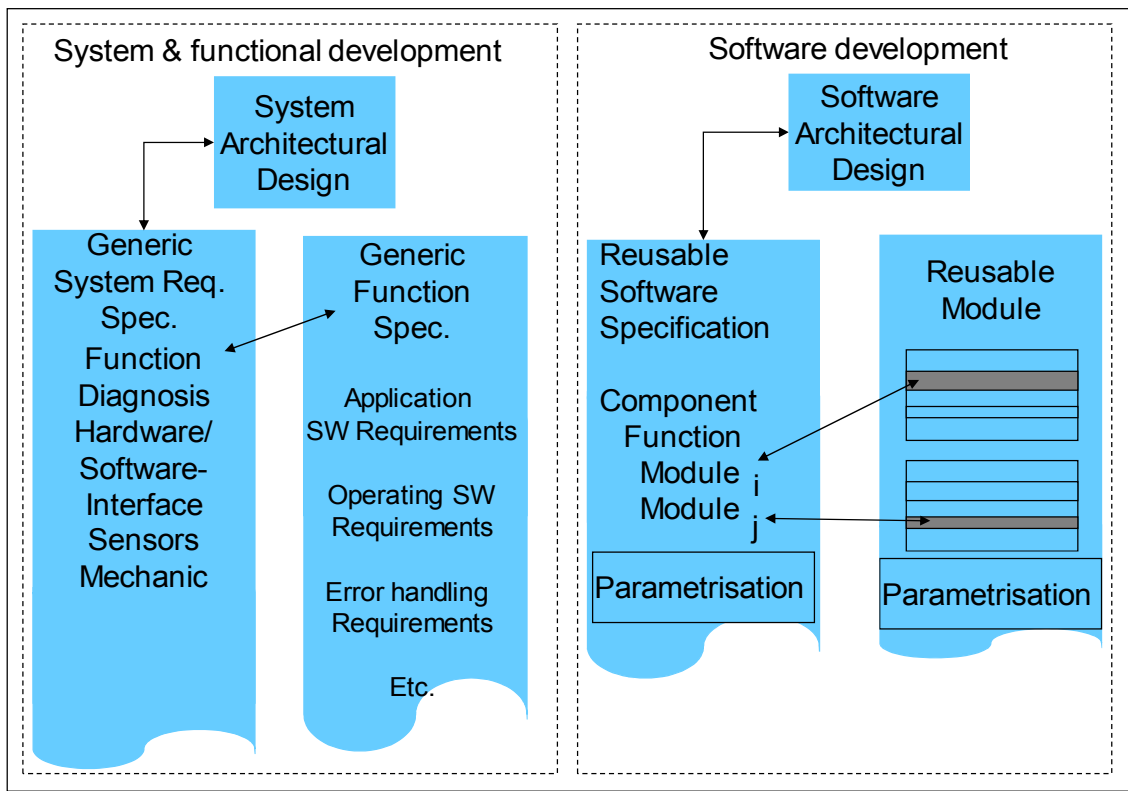 System & functional development
System
Architectural
Design
Generic
System Req.
Spec.
Function
Diagnosis
Hardware/
Software-
Interface
Sensors
Mechanic
Generic
Function
Spec.
Application
SW Requirements
Operating SW
Requirements
Error handling
Requirements
Etc.
Software development
Software
Architectural
Design
Reusable
Software
Specification
Component
Function
Module i
Module j
Parametrisation
Reusable
Module
Parametrisation